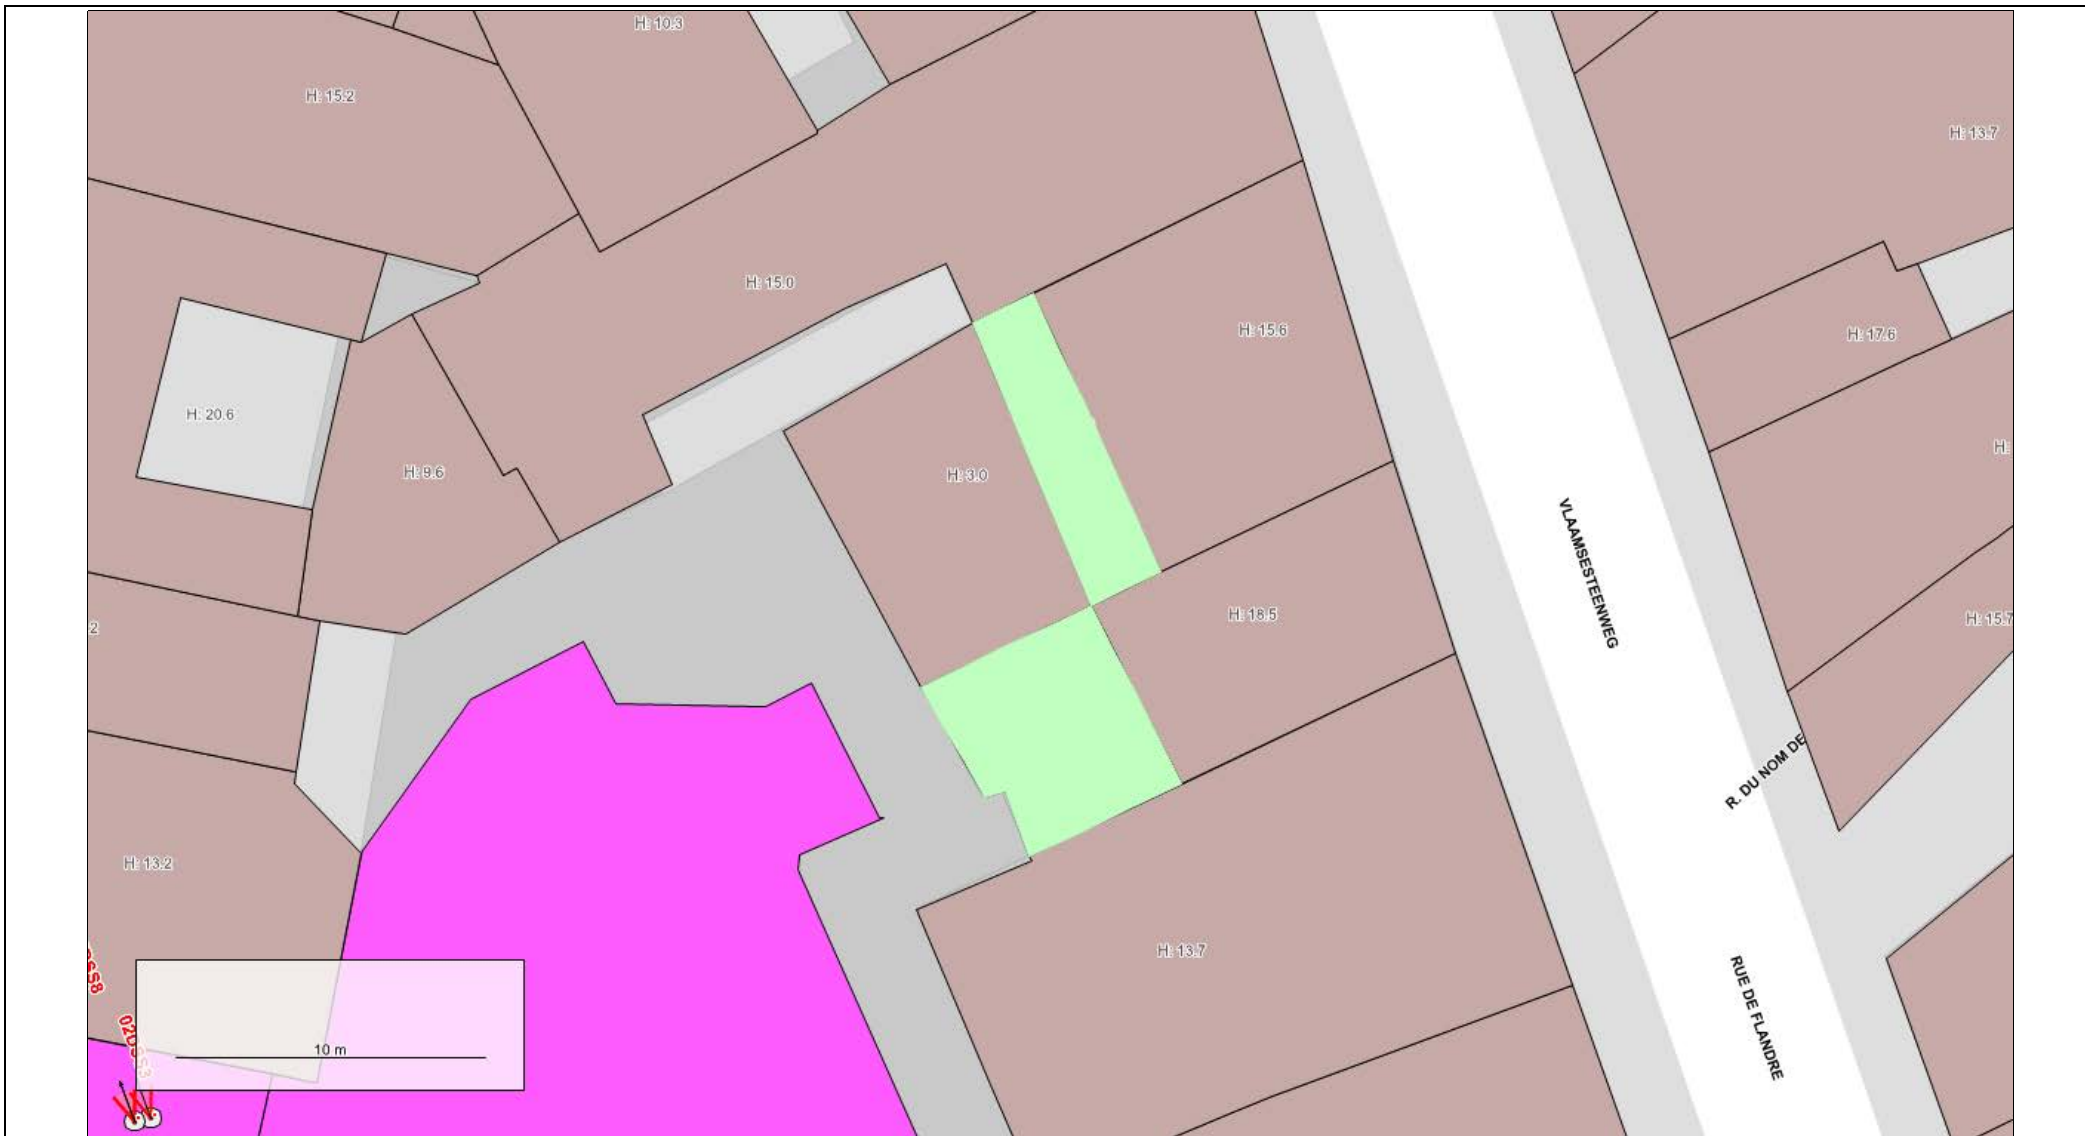 H: 10.3
H: 15.2
H: 13.7
H: 15.0
H: 15.6
H: 17.6
H: 20.6
H: 9.6
H: 3.0
H:
VLAAMSESTEENWEG
H: 18.5
H: 15.7
2
R. DU NOM DE
H: 13.2
H: 13.7
RUE DE FLANDRE
10 m